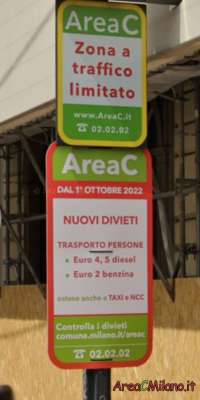 AreaC
Zona a
traffico
limitato
www.AreaC.it
☎ 02.02.02
AreaC
DAL 1° OTTOBRE 2022
NUOVI DIVIETI
TRASPORTO PERSONE
• Euro 4, 5 diesel
• Euro 2 benzina
esteso anche a TAXI e NCC
Controlla i divieti
comune.milano.it/areac
☎ 02.02.02
AreaCMilano.it